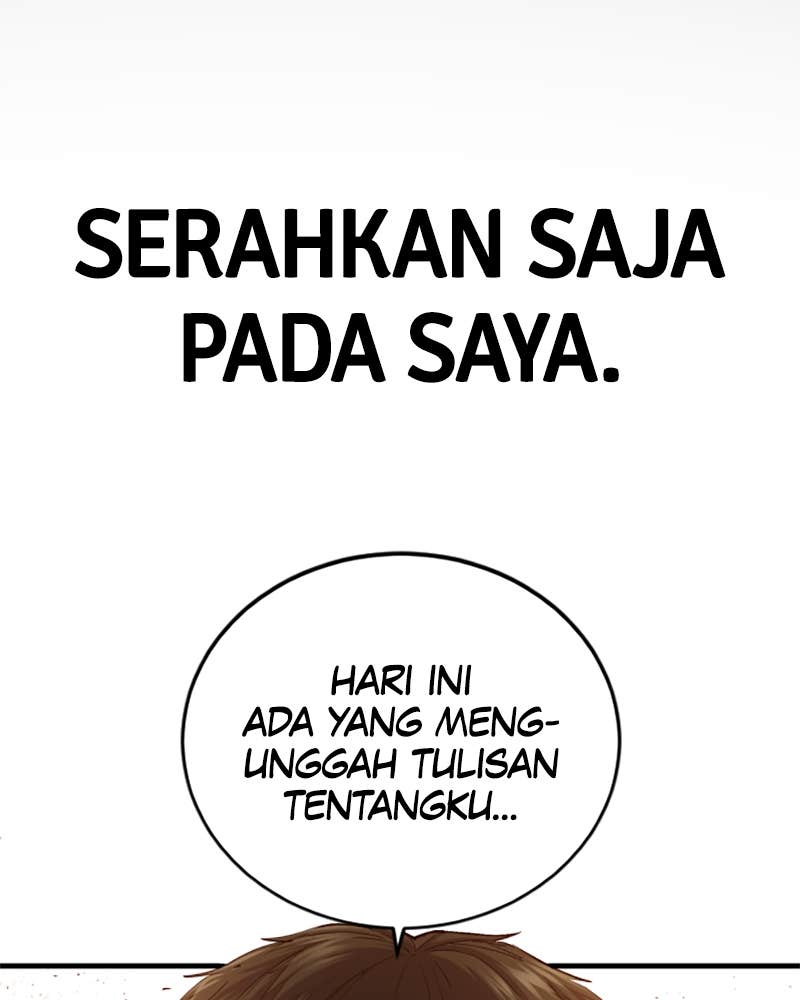 SERAHKAN SAJA
PADA SAYA.
HARI INI
ADA YANG MENG-
UNGGAH TULISAN
TENTANGKU...